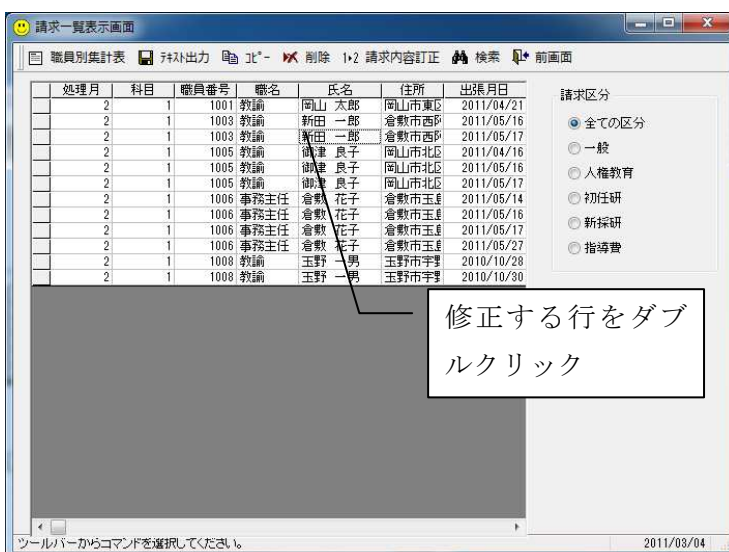 請求一覧表示画面
職員別集計表 ﾃｷｽﾄ出力 ｺﾋﾟｰ 削除 1▸2 請求内容訂正 検索 前画面
処理月 科目 職員番号 職名 氏名 住所 出張月日
2 1 1001 教諭 岡山 太郎 岡山市東区 2011/04/21
2 1 1003 教諭 新田 一郎 倉敷市西阿 2011/05/16
2 1 1003 教諭 新田 一郎 倉敷市西阿 2011/05/17
2 1 1005 教諭 御津 良子 岡山市北区 2011/04/16
2 1 1005 教諭 御津 良子 岡山市北区 2011/05/16
2 1 1005 教諭 御津 良子 岡山市北区 2011/05/17
2 1 1006 事務主任 倉敷 花子 倉敷市玉島 2011/05/14
2 1 1006 事務主任 倉敷 花子 倉敷市玉島 2011/05/16
2 1 1006 事務主任 倉敷 花子 倉敷市玉島 2011/05/17
2 1 1006 事務主任 倉敷 花子 倉敷市玉島 2011/05/27
2 1 1008 教諭 玉野 一男 玉野市宇野 2010/10/28
2 1 1008 教諭 玉野 一男 玉野市宇野 2010/10/30
請求区分
全ての区分
一般
人権教育
初任研
新採研
指導費
修正する行をダブ
ルクリック
ツールバーからコマンドを選択してください。 2011/03/04